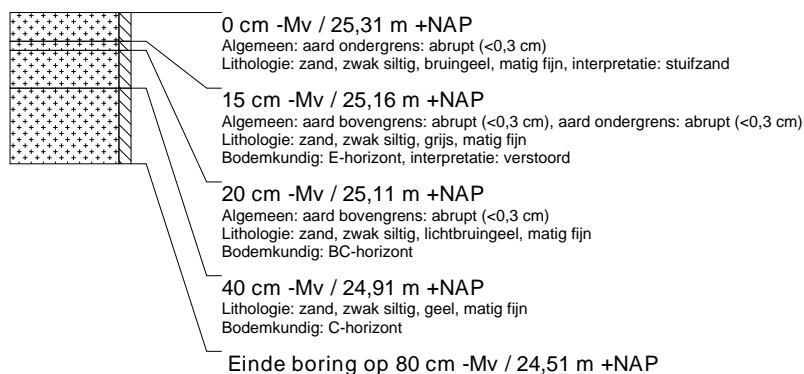 0 cm -Mv / 25,31 m +NAP
Algemeen: aard ondergrens: abrupt (<0,3 cm)
Lithologie: zand, zwak siltig, bruingeel, matig fijn, interpretatie: stuifzand
15 cm -Mv / 25,16 m +NAP
Algemeen: aard bovengrens: abrupt (<0,3 cm), aard ondergrens: abrupt (<0,3 cm)
Lithologie: zand, zwak siltig, grijs, matig fijn
Bodemkundig: E-horizont, interpretatie: verstoord
20 cm -Mv / 25,11 m +NAP
Algemeen: aard bovengrens: abrupt (<0,3 cm)
Lithologie: zand, zwak siltig, lichtbruingeel, matig fijn
Bodemkundig: BC-horizont
40 cm -Mv / 24,91 m +NAP
Lithologie: zand, zwak siltig, geel, matig fijn
Bodemkundig: C-horizont
Einde boring op 80 cm -Mv / 24,51 m +NAP